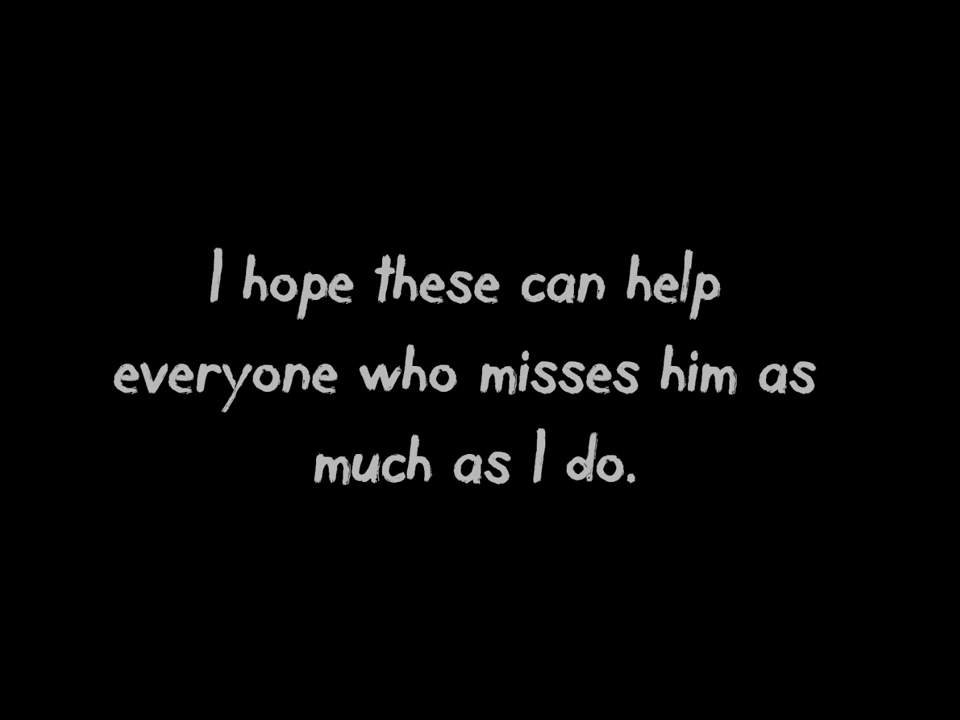 I hope these can help
everyone who misses him as
much as I do.